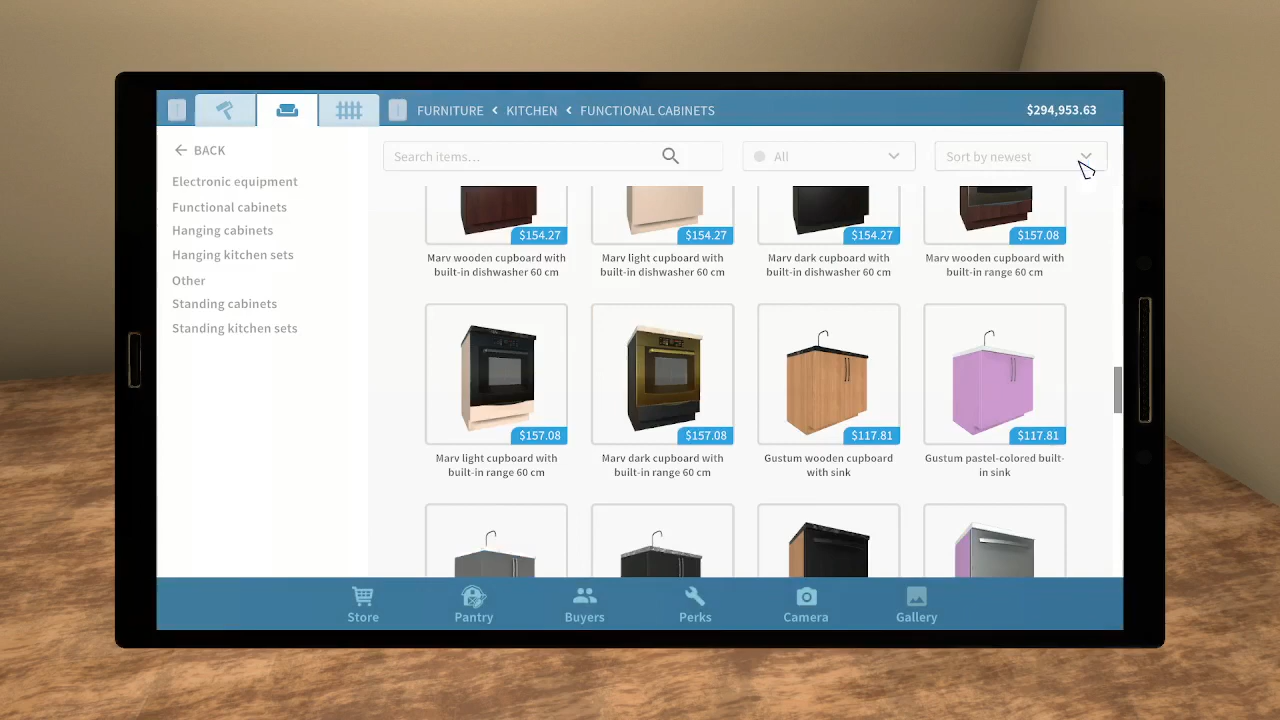 FURNITURE < KITCHEN < FUNCTIONAL CABINETS
$294,953.63
BACK
Search items...
All
Sort by newest
Electronic equipment
Functional cabinets
Hanging cabinets
Hanging kitchen sets
Other
Standing cabinets
Standing kitchen sets
$154.27
$154.27
$154.27
$157.08
Marv wooden cupboard with
built-in dishwasher 60 cm
Marv light cupboard with
built-in dishwasher 60 cm
Marv dark cupboard with
built-in dishwasher 60 cm
Marv wooden cupboard with
built-in range 60 cm
$157.08
$157.08
$117.81
$117.81
Marv light cupboard with
built-in range 60 cm
Marv dark cupboard with
built-in range 60 cm
Gustum wooden cupboard
with sink
Gustum pastel-colored built-
in sink
Store
Pantry
Buyers
Perks
Camera
Gallery